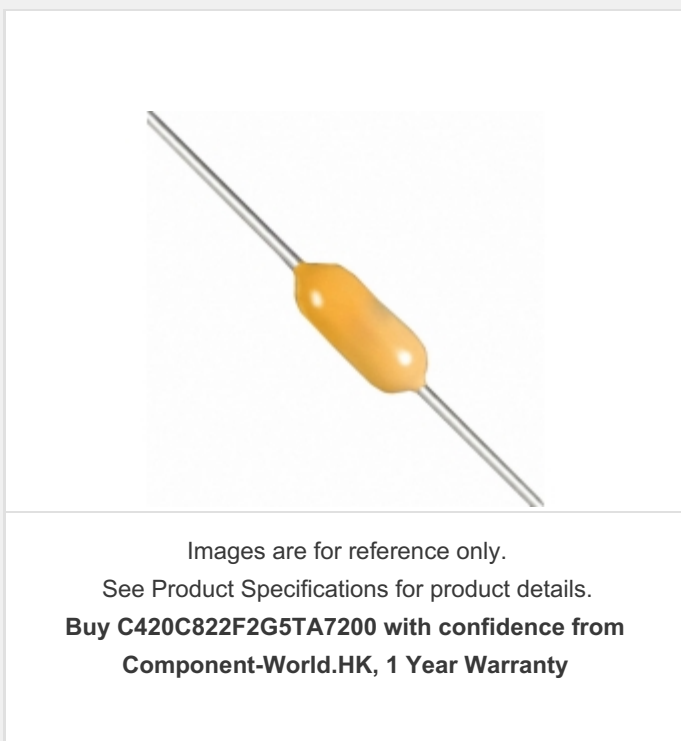 Images are for reference only.
See Product Specifications for product details.
Buy C420C822F2G5TA7200 with confidence from
Component-World.HK, 1 Year Warranty